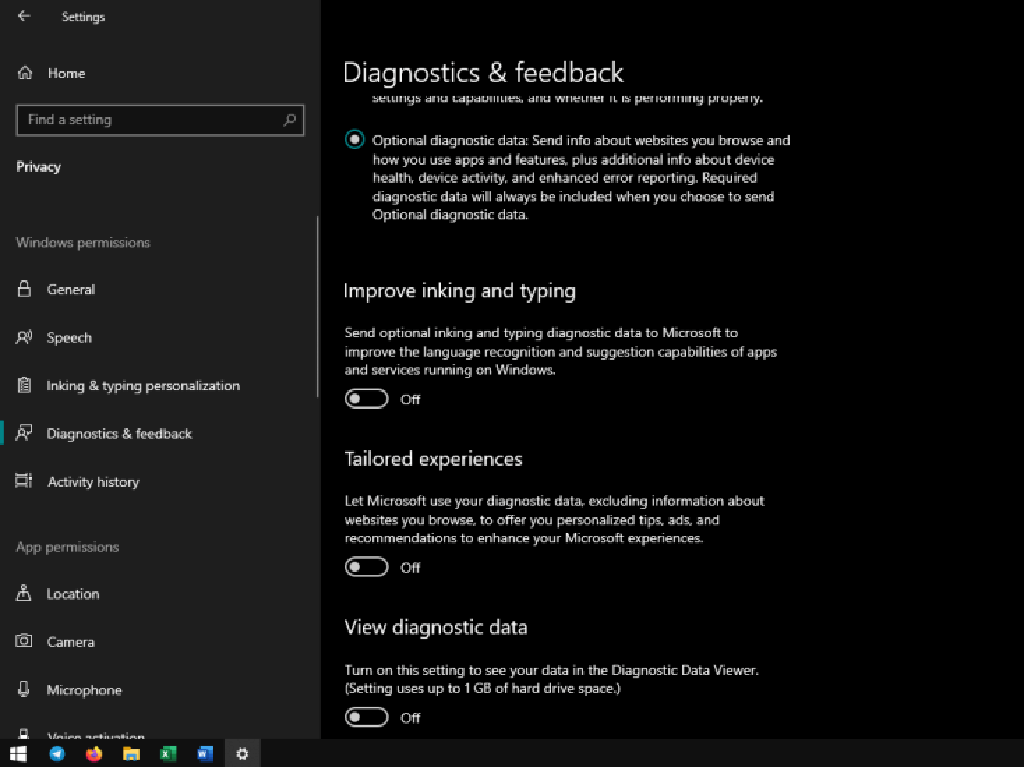 Settings
Home
Find a setting
Privacy
Windows permissions
General
Speech
Inking & typing personalization
Diagnostics & feedback
Activity history
App permissions
Location
Camera
Microphone
Voice activation
Diagnostics & feedback
settings and capabilities, and whether it is performing properly.
Optional diagnostic data: Send info about websites you browse and
how you use apps and features, plus additional info about device
health, device activity, and enhanced error reporting. Required
diagnostic data will always be included when you choose to send
Optional diagnostic data.
Improve inking and typing
Send optional inking and typing diagnostic data to Microsoft to
improve the language recognition and suggestion capabilities of apps
and services running on Windows.
Off
Tailored experiences
Let Microsoft use your diagnostic data, excluding information about
websites you browse, to offer you personalized tips, ads, and
recommendations to enhance your Microsoft experiences.
Off
View diagnostic data
Turn on this setting to see your data in the Diagnostic Data Viewer.
(Setting uses up to 1 GB of hard drive space.)
Off